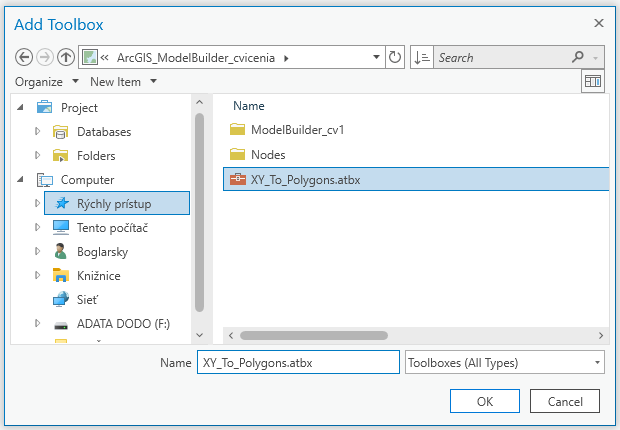 Add Toolbox
ArcGIS_ModelBuilder_cvicenia
Search
Organize
New Item
Project
Databases
Folders
Computer
Rýchly prístup
Tento počítač
Boglarsky
Knižnice
Sieť
ADATA DODO (F:)
Name
ModelBuilder_cv1
Nodes
XY_To_Polygons.atbx
Name
XY_To_Polygons.atbx
Toolboxes (All Types)
OK
Cancel